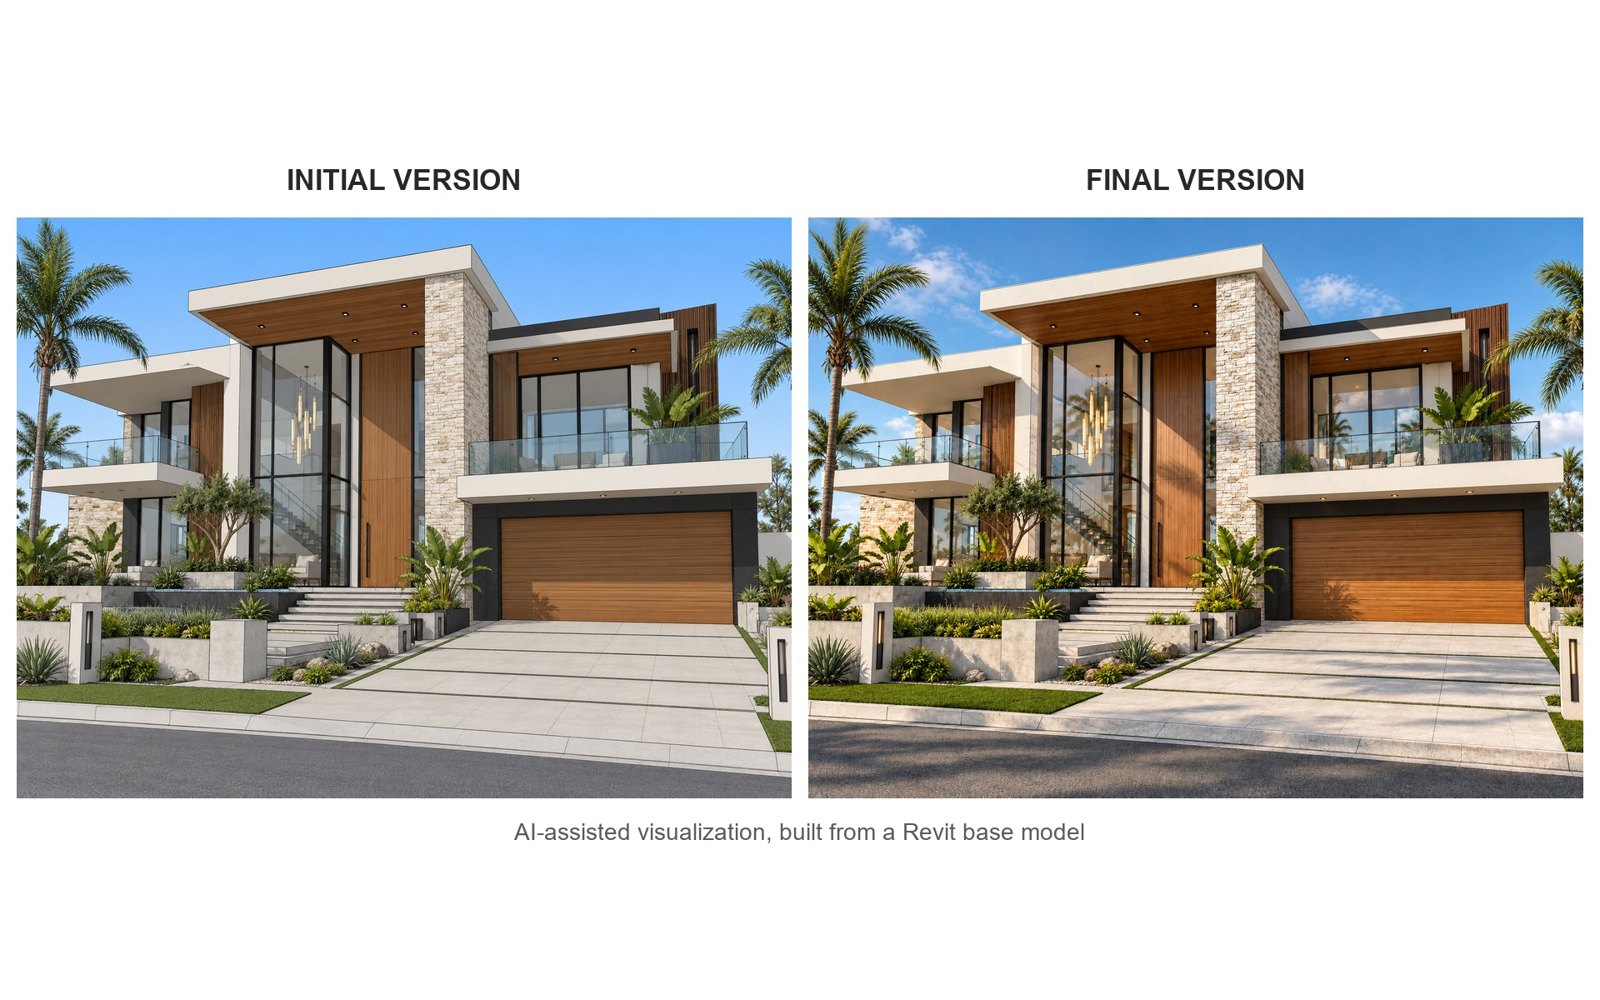 INITIAL VERSION
FINAL VERSION
AI-assisted visualization, built from a Revit base model